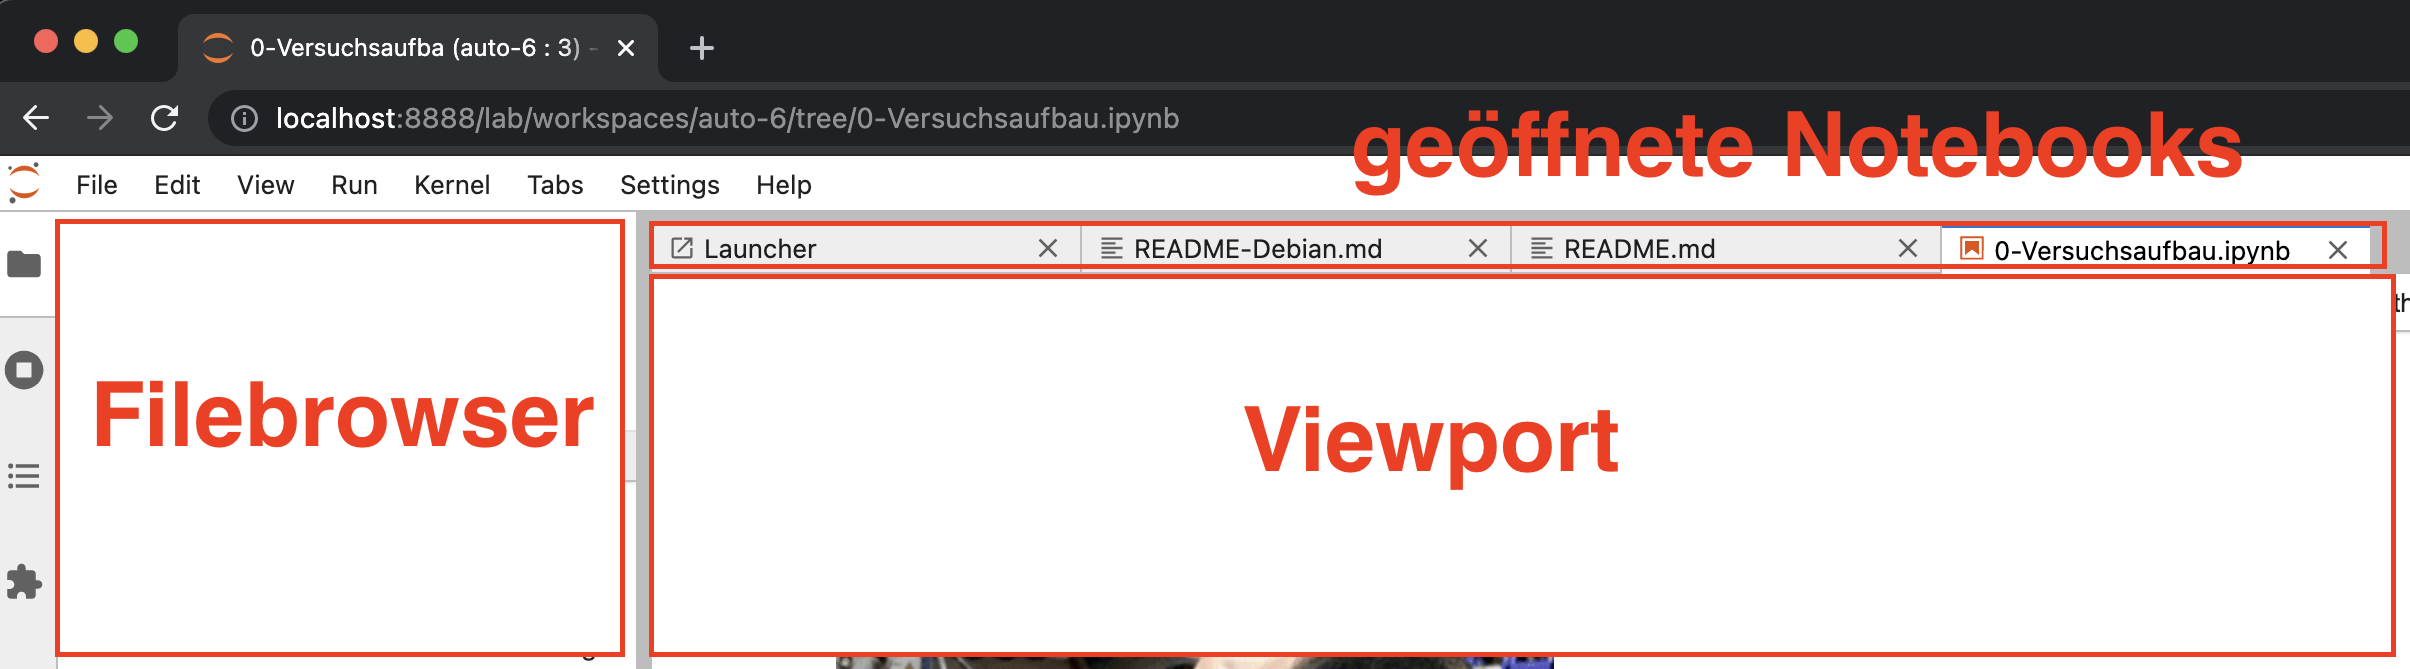 0-Versuchsaufba (auto-6 : 3) -
localhost:8888/lab/workspaces/auto-6/tree/0-Versuchsaufbau.ipynb
geöffnete Notebooks
File Edit View Run Kernel Tabs Settings Help
Launcher README-Debian.md README.md 0-Versuchsaufbau.ipynb
Filebrowser
Viewport